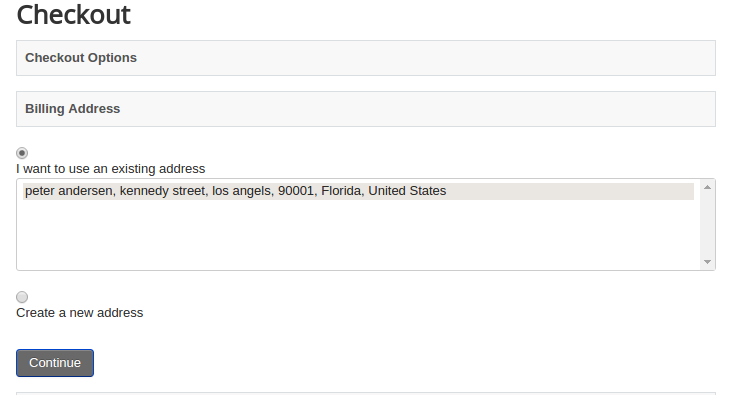 Checkout
Checkout Options
Billing Address
I want to use an existing address
peter andersen, kennedy street, los angels, 90001, Florida, United States
Create a new address
Continue